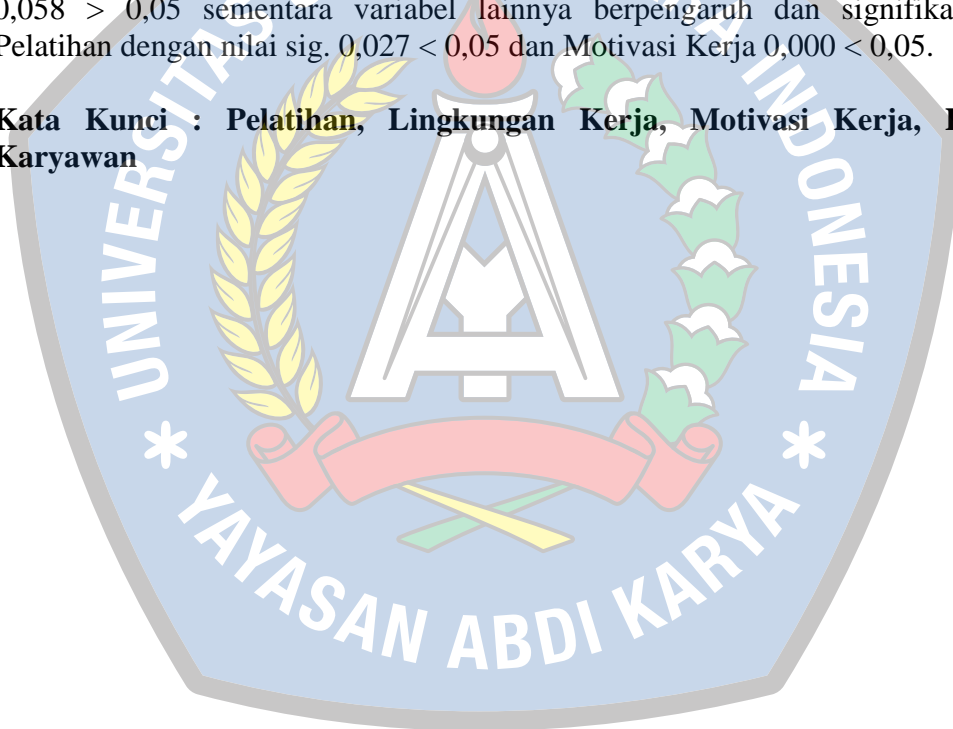 0,058 > 0,05 sementara variabel lainnya berpengaruh dan signifika
Pelatihan dengan nilai sig. 0,027 < 0,05 dan Motivasi Kerja 0,000 < 0,05.
Kata Kunci : Pelatihan, Lingkungan Kerja, Motivasi Kerja,
Karyawan
UNIVERSITAS
INDONESIA
YAYASAN ABDI KARYA